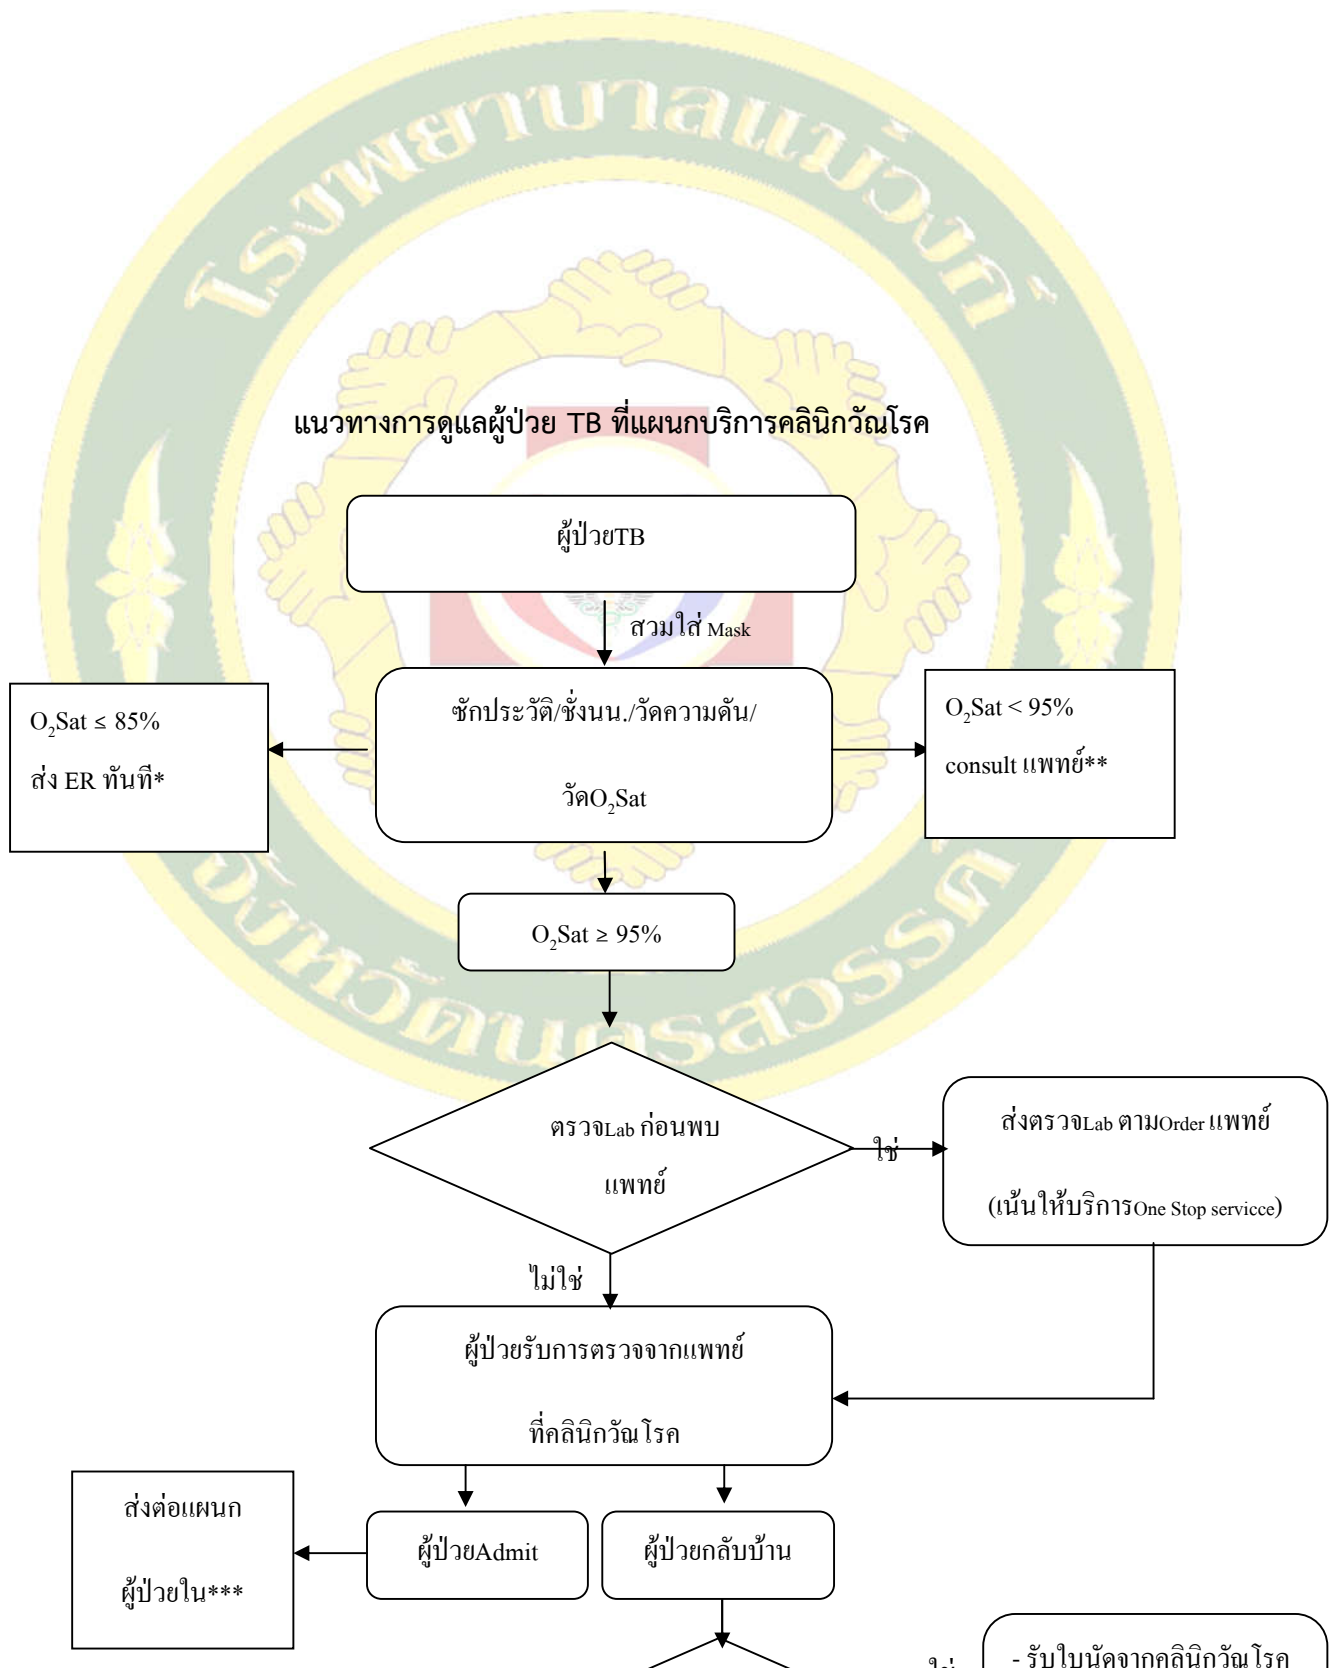 โรงพยาบาลแม่วงก์
แนวทางการดูแลผู้ป่วย TB ที่แผนกบริการคลินิกวัณโรค
ผู้ป่วยTB
สวมใส่ Mask
O₂Sat ≤ 85%
ส่ง ER ทันที*
ซักประวัติ/ชั่งนน./วัดความดัน/
วัดO₂Sat
O₂Sat < 95%
consult แพทย์**
O₂Sat ≥ 95%
จังหวัดนครสวรรค์
ตรวจLab ก่อนพบ
แพทย์
ใช่
ส่งตรวจLab ตามOrder แพทย์
(เน้นให้บริการOne Stop servicce)
ไม่ใช่
ผู้ป่วยรับการตรวจจากแพทย์
ที่คลินิกวัณโรค
ส่งต่อแผนก
ผู้ป่วยใน***
ผู้ป่วยAdmit
ผู้ป่วยกลับบ้าน
ใช่
- รับใบนัดจากคลินิกวัณโรค